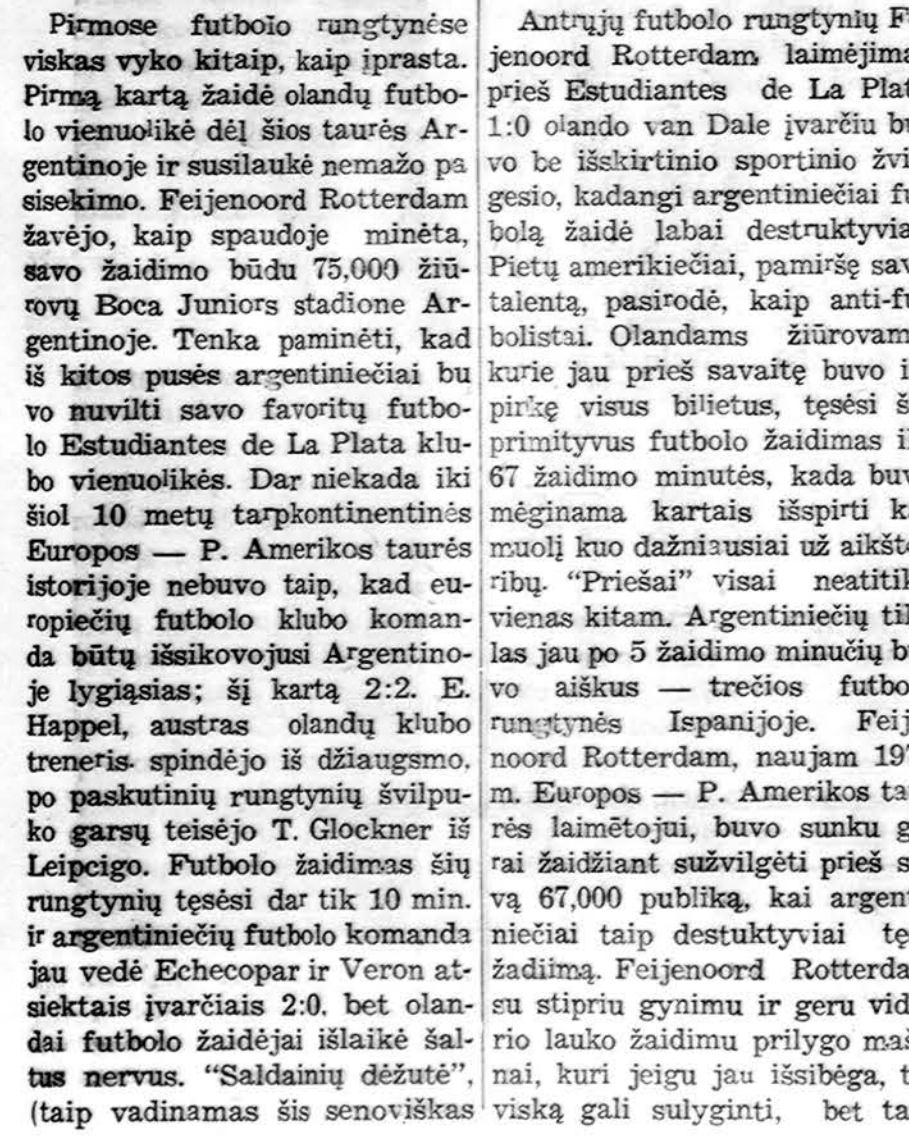 Pirmose futbolo rungtynėse
viskas vyko kitaip, kaip įprasta.
Pirmą kartą žaidė olandų futbo-
lo vienuolikė dėl šios taurės Ar-
gentinoje ir susilaukė nemažo pa
sisekimo. Feijenoord Rotterdam
žavėjo, kaip spaudoje minėta,
savo žaidimo būdu 75,000 žiū-
rovų Boca Juniors stadione Ar-
gentinoje. Tenka paminėti, kad
iš kitos pusės argentiniečiai bu
vo nuvilti savo favoritų futbo-
lo Estudiantes de La Plata klu-
bo vienuolikės. Dar niekada iki
šiol 10 metų tarpkontinentinės
Europos — P. Amerikos taurės
istorijoje nebuvo taip, kad eu-
ropiečių futbolo klubo koman-
da būtų išsikovojusi Argentino-
je lygiąsias; šį kartą 2:2. E.
Happel, austras olandų klubo
treneris. spindėjo iš džiaugsmo,
po paskutinių rungtynių švilpu-
ko garsų teisėjo T. Glockner iš
Leipcigo. Futbolo žaidimas šių
rungtynių tęsėsi dar tik 10 min.
ir argentiniečių futbolo komanda
jau vedė Echecopar ir Veron at-
siektais įvarčiais 2:0. bet olan-
dai futbolo žaidėjai išlaikė šal-
tus nervus. “Saldainių dėžutė”,
(taip vadinamas šis senoviškas
Antrųjų futbolo rungtynių F
jenoord Rotterdam laimėjima
prieš Estudiantes de La Plat
1:0 olando van Dale įvarčiu bu
vo be išskirtinio sportinio žvi
gesio, kadangi argentiniečiai fu
bolą žaidė labai destruktyvia
Pietų amerikiečiai, pamiršę sav
talentą, pasirodė, kaip anti-fu
bolistai. Olandams žiūrovam
kurie jau prieš savaitę buvo i
pirkę visus bilietus, tęsėsi š
primityvus futbolo žaidimas i
67 žaidimo minutės, kada buv
mėginama kartais išspirti k
muolį kuo dažniausiai už aikšt
ribų. “Priešai” visai neatitik
vienas kitam. Argentiniečių tik
las jau po 5 žaidimo minučių bu
vo aiškus — trečios futbo
rungtynės Ispanijoje. Feij
noord Rotterdam, naujam 197
m. Europos — P. Amerikos ta
rės laimėtojui, buvo sunku g
rai žaidžiant sužvilgėti prieš s
vą 67,000 publiką, kai argent
niečiai taip destuktyviai tę
žadiimą. Feijenoord Rotterda
su stipriu gynimu ir geru vid
rio lauko žaidimu prilygo maš
nai, kuri jeigu jau išsibėga, t
viską gali sulyginti, bet ta